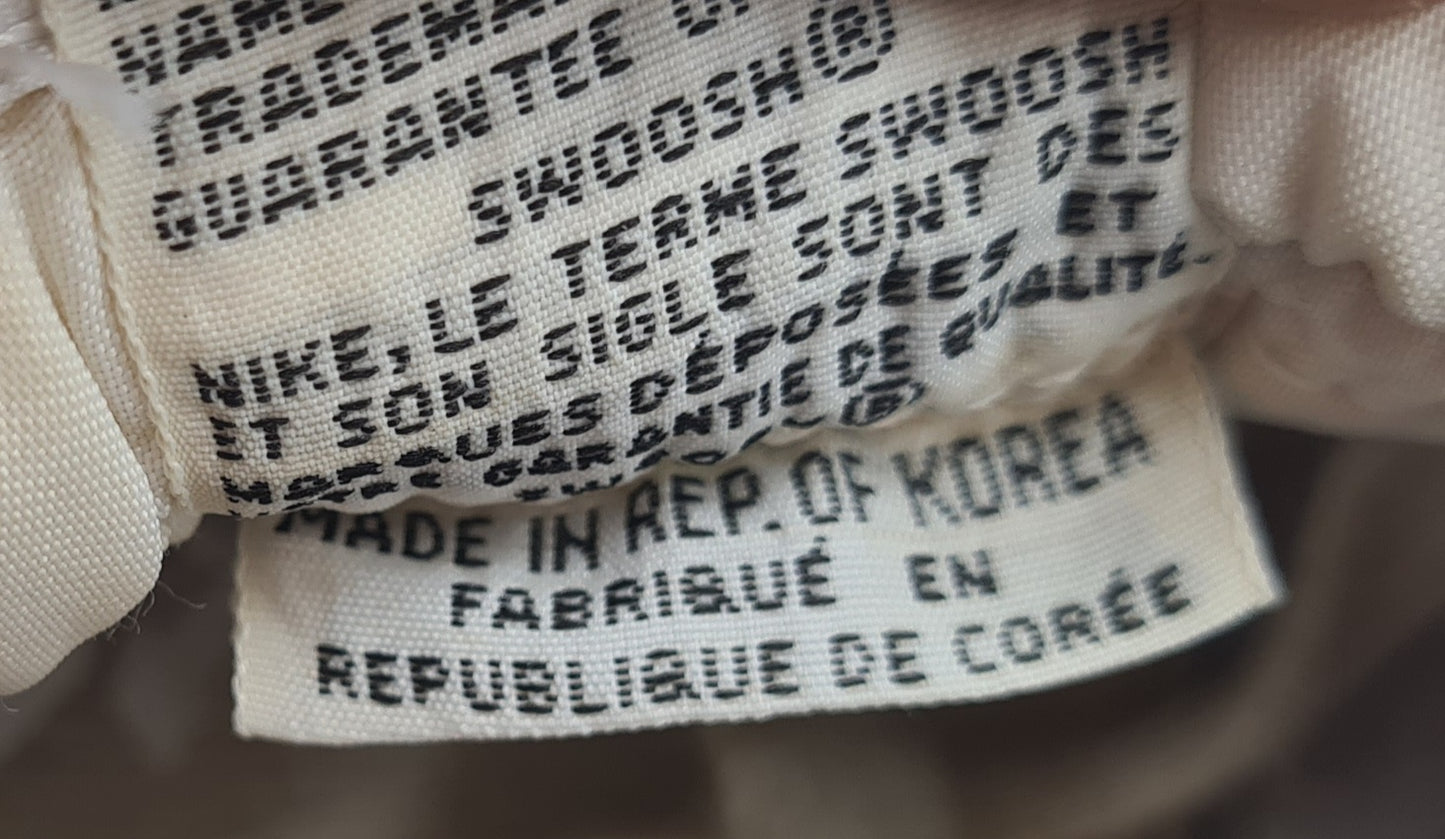 TRADEMA
GUARANTEE OF
SWOOSH®
NIKE, LE TERME SWOOSH
ET SON SIGLE SONT DES
MARQUES DÉPOSÉES ET
GARANTIE DE QUALITÉ.
MADE IN REP. OF KOREA
FABRIQUÉ EN
REPUBLIQUE DE CORÉE